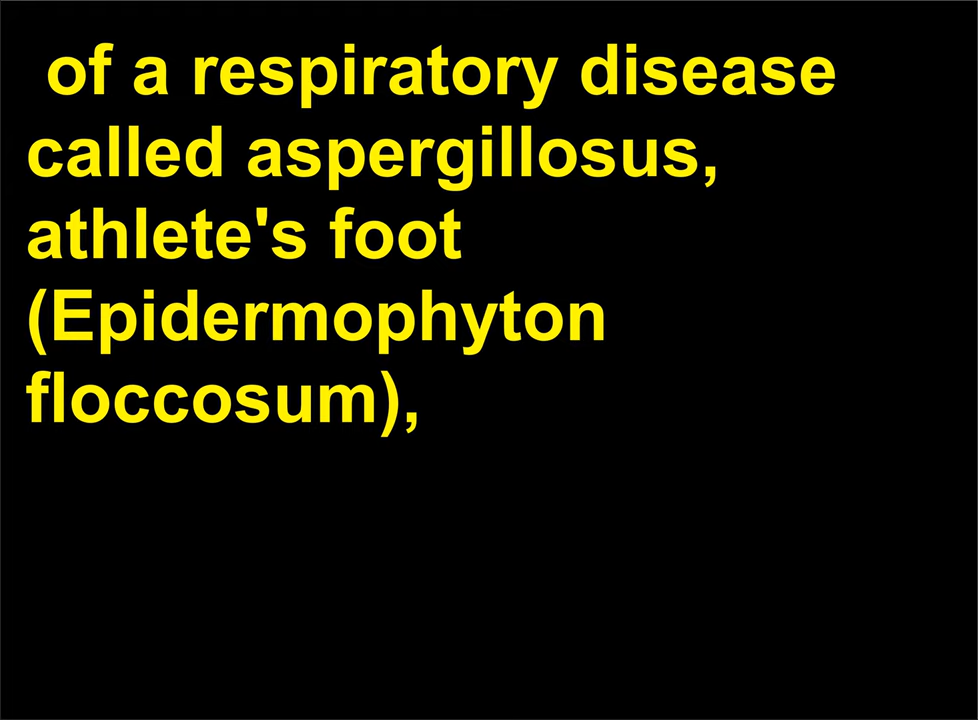 of a respiratory disease
called aspergillosus,
athlete's foot
(Epidermophyton
floccosum),